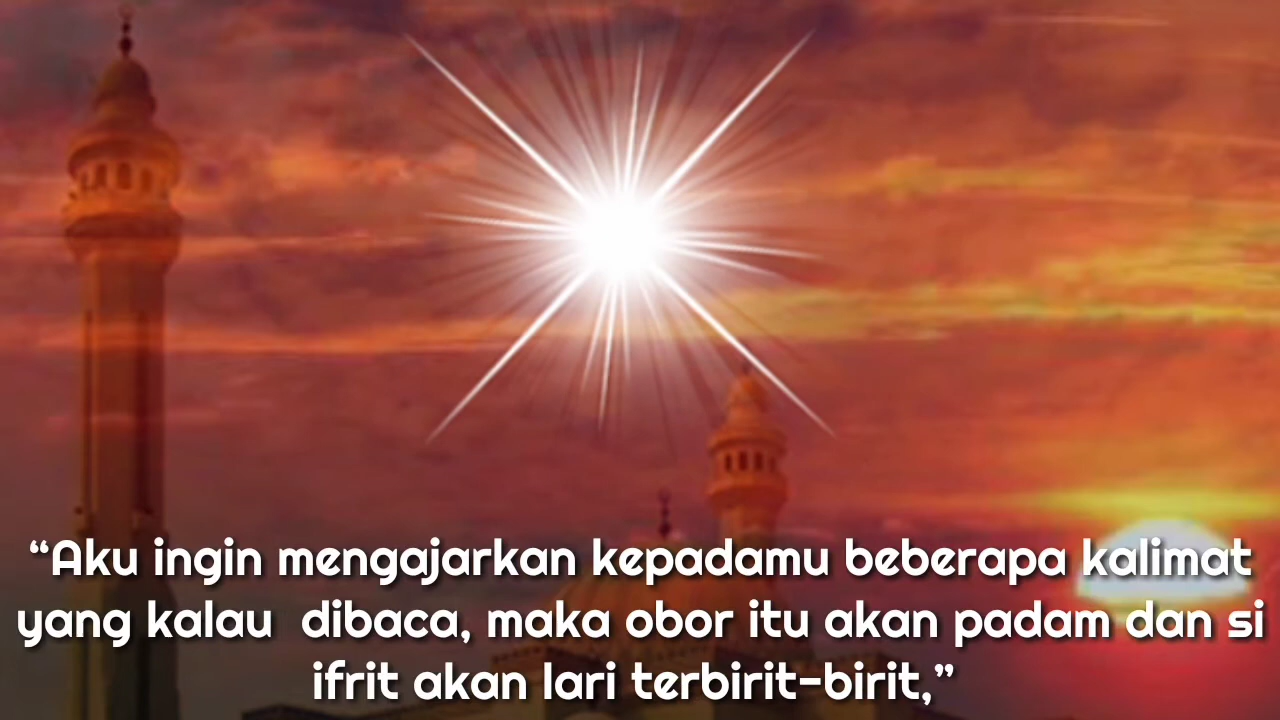 “Aku ingin mengajarkan kepadamu beberapa kalimat
yang kalau  dibaca, maka obor itu akan padam dan si
ifrit akan lari terbirit-birit,”